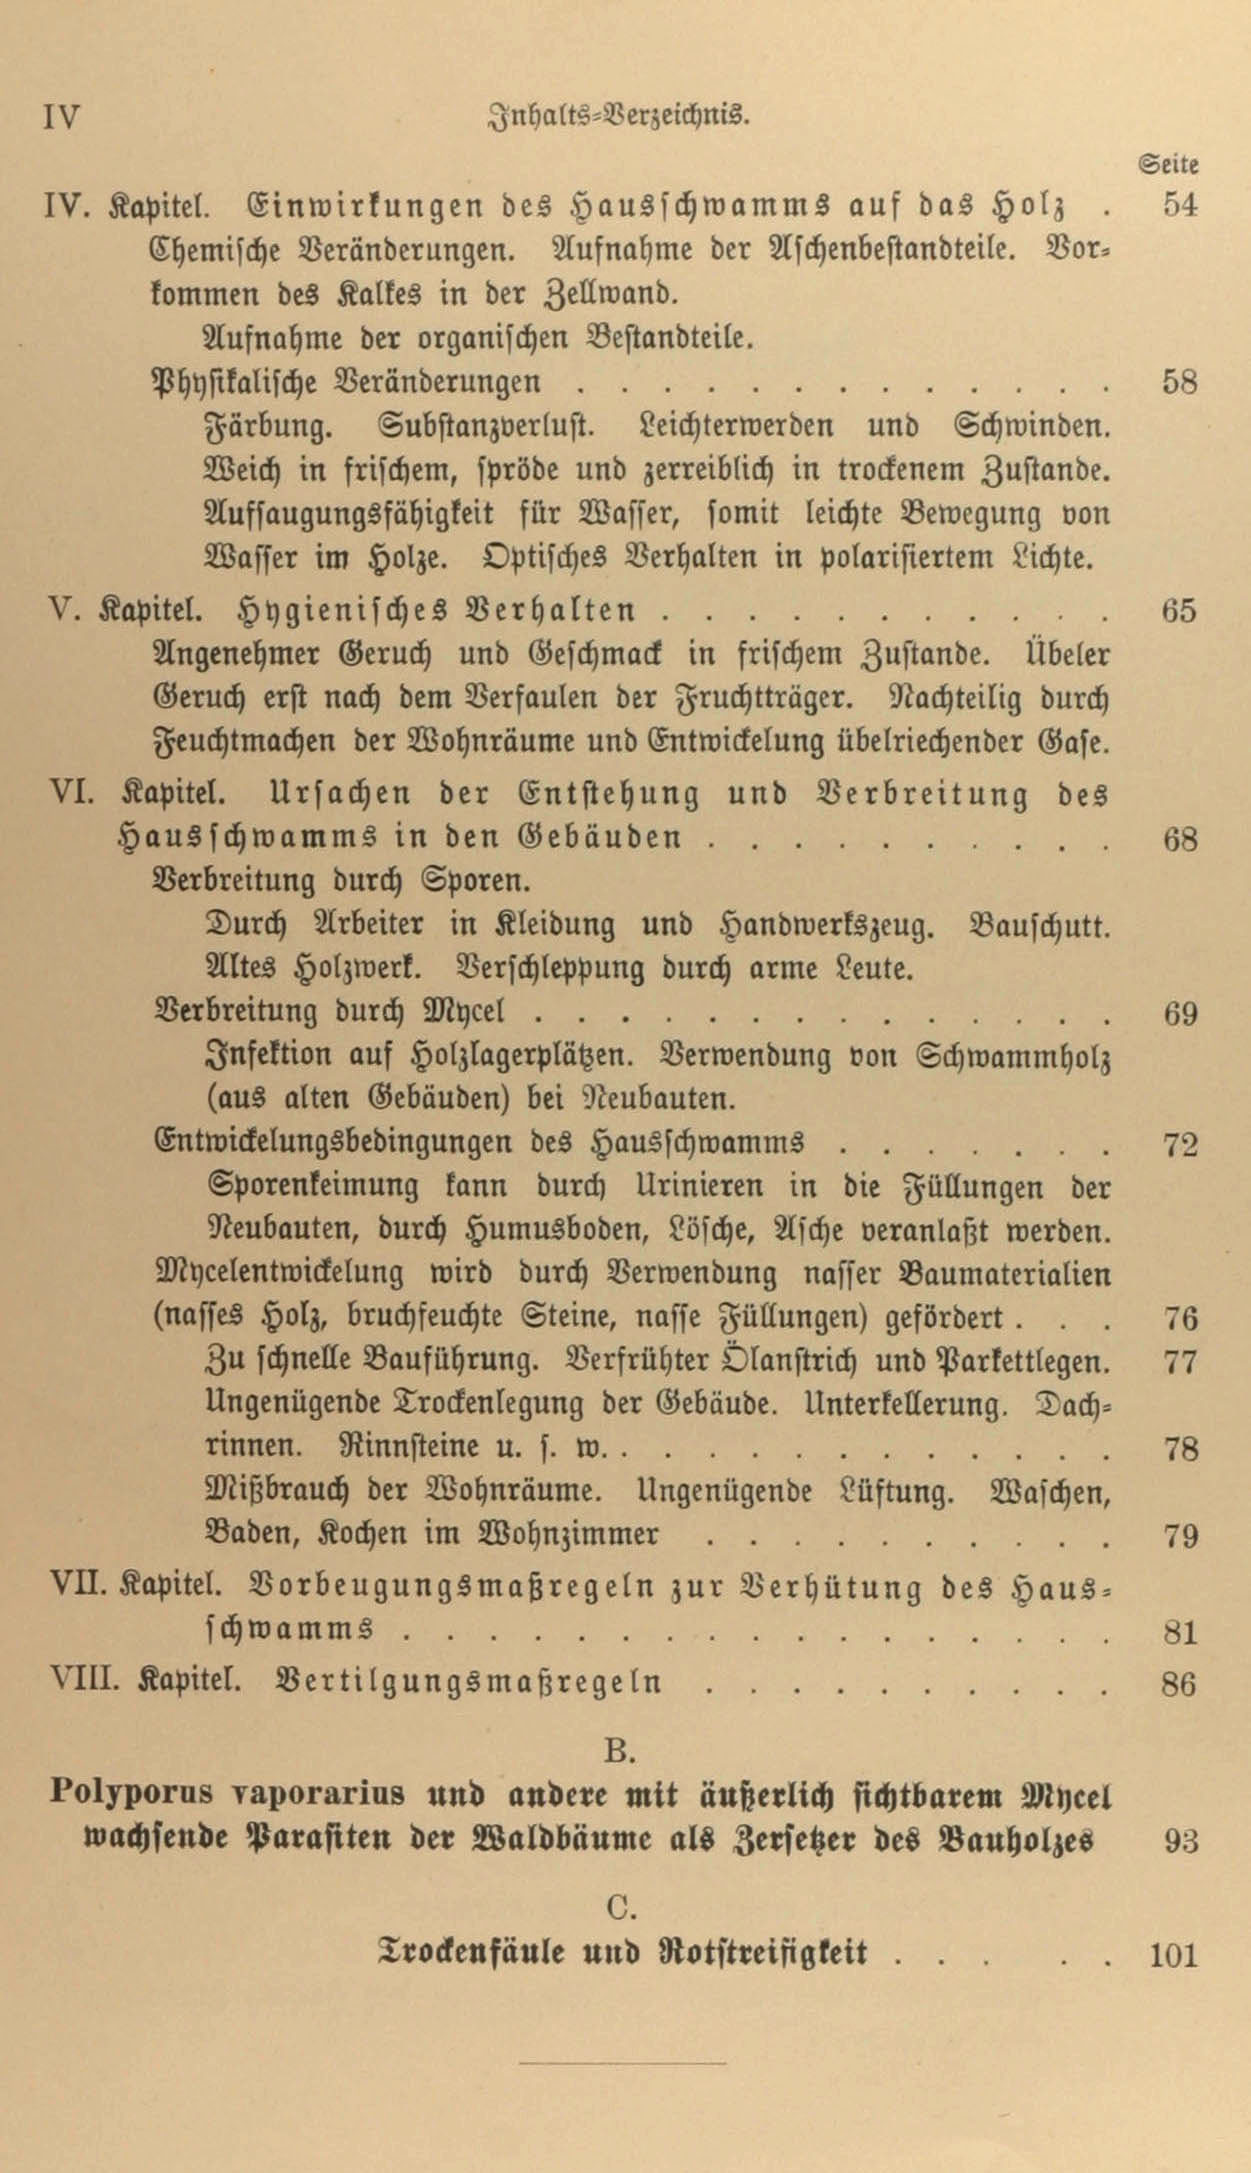 IV Inhalts-Verzeichnis.
Seite
IV. Kapitel. Einwirkungen des Hausschwamms auf das Holz . 54
Chemische Veränderungen. Aufnahme der Aschenbestandteile. Vor-
kommen des Kalkes in der Zellwand.
Aufnahme der organischen Bestandteile.
Physikalische Veränderungen . . . . . . . . . . . . . 58
Färbung. Substanzverlust. Leichterwerden und Schwinden.
Weich in frischem, spröde und zerreiblich in trockenem Zustande.
Aufsaugungsfähigkeit für Wasser, somit leichte Bewegung von
Wasser im Holze. Optisches Verhalten in polarisiertem Lichte.
V. Kapitel. Hygienisches Verhalten . . . . . . . . . . . 65
Angenehmer Geruch und Geschmack in frischem Zustande. Übeler
Geruch erst nach dem Verfaulen der Fruchtträger. Nachteilig durch
Feuchtmachen der Wohnräume und Entwickelung übelriechender Gase.
VI. Kapitel. Ursachen der Entstehung und Verbreitung des
Hausschwamms in den Gebäuden . . . . . . . . . . 68
Verbreitung durch Sporen.
Durch Arbeiter in Kleidung und Handwerkszeug. Bauschutt.
Altes Holzwerk. Verschleppung durch arme Leute.
Verbreitung durch Mycel . . . . . . . . . . . . . . 69
Infektion auf Holzlagerplätzen. Verwendung von Schwammholz
(aus alten Gebäuden) bei Neubauten.
Entwickelungsbedingungen des Hausschwamms . . . . . . . 72
Sporenkeimung kann durch Urinieren in die Füllungen der
Neubauten, durch Humusboden, Lösche, Asche veranlaßt werden.
Mycelentwickelung wird durch Verwendung nasser Baumaterialien
(nasses Holz, bruchfeuchte Steine, nasse Füllungen) gefördert . . . 76
Zu schnelle Bauführung. Verfrühter Ölanstrich und Parkettlegen. 77
Ungenügende Trockenlegung der Gebäude. Unterkellerung. Dach-
rinnen. Rinnsteine u. s. w. . . . . . . . . . . . . 78
Mißbrauch der Wohnräume. Ungenügende Lüftung. Waschen,
Baden, Kochen im Wohnzimmer . . . . . . . . . . 79
VII. Kapitel. Vorbeugungsmaßregeln zur Verhütung des Haus-
schwamms . . . . . . . . . . . . . . . . . 81
VIII. Kapitel. Vertilgungsmaßregeln . . . . . . . . . . 86
B.
Polyporus vaporarius und andere mit äußerlich sichtbarem Mycel
wachsende Parasiten der Waldbäume als Zersetzer des Bauholzes 93
C.
Trockenfäule und Rotstreifigkeit . . . . . 101